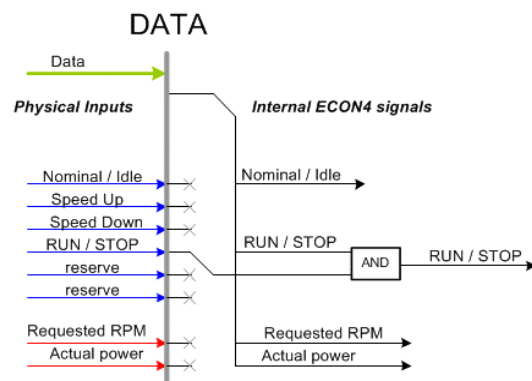 DATA
Data
Physical Inputs
Internal ECON4 signals
Nominal / Idle
Nominal / Idle
Speed Up
Speed Down
RUN / STOP
RUN / STOP
AND
RUN / STOP
reserve
reserve
Requested RPM
Requested RPM
Actual power
Actual power